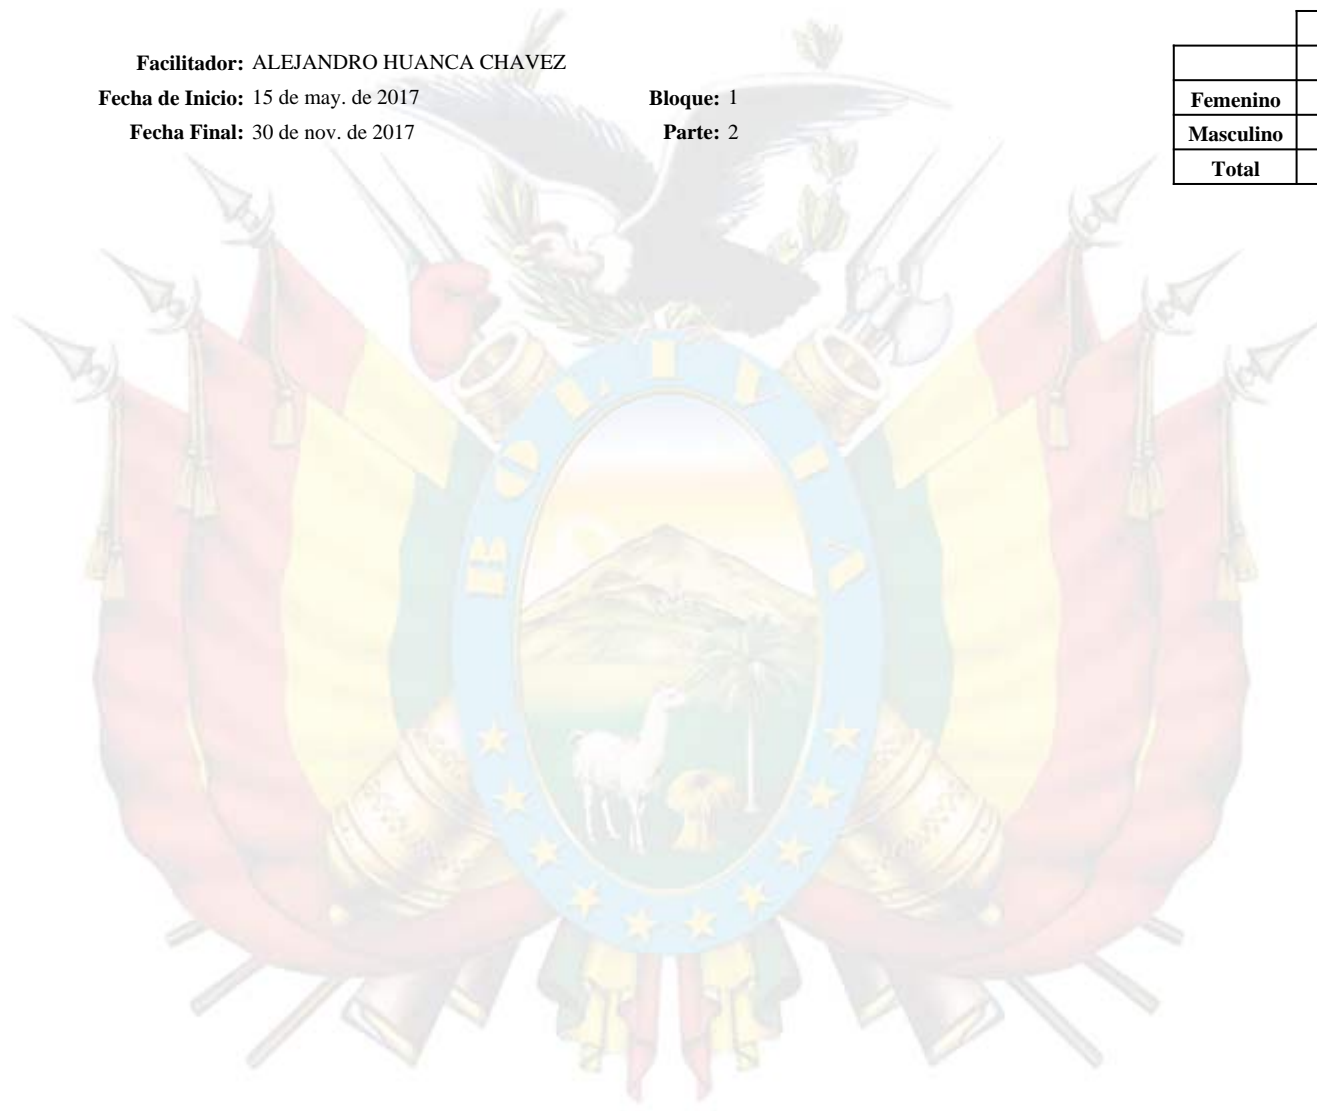 Facilitador: ALEJANDRO HUANCA CHAVEZ
Fecha de Inicio: 15 de may. de 2017 Bloque: 1
Fecha Final: 30 de nov. de 2017 Parte: 2
Femenino
Masculino
Total
BOLIVIA